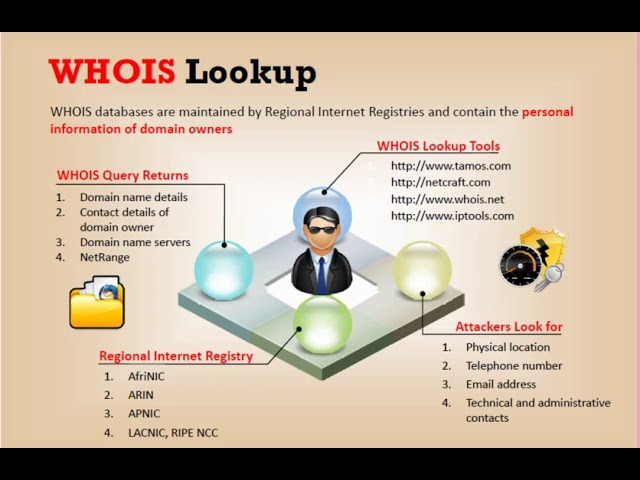 WHOIS Lookup
WHOIS databases are maintained by Regional Internet Registries and contain the personal
information of domain owners
WHOIS Query Returns
1. Domain name details
2. Contact details of
domain owner
3. Domain name servers
4. NetRange
WHOIS Lookup Tools
1. http://www.tamos.com
2. http://netcraft.com
http://www.whois.net
http://www.iptools.com
Regional Internet Registry
1. AfriNIC
2. ARIN
3. APNIC
4. LACNIC, RIPE NCC
Attackers Look for
1. Physical location
2. Telephone number
3. Email address
4. Technical and administrative
contacts